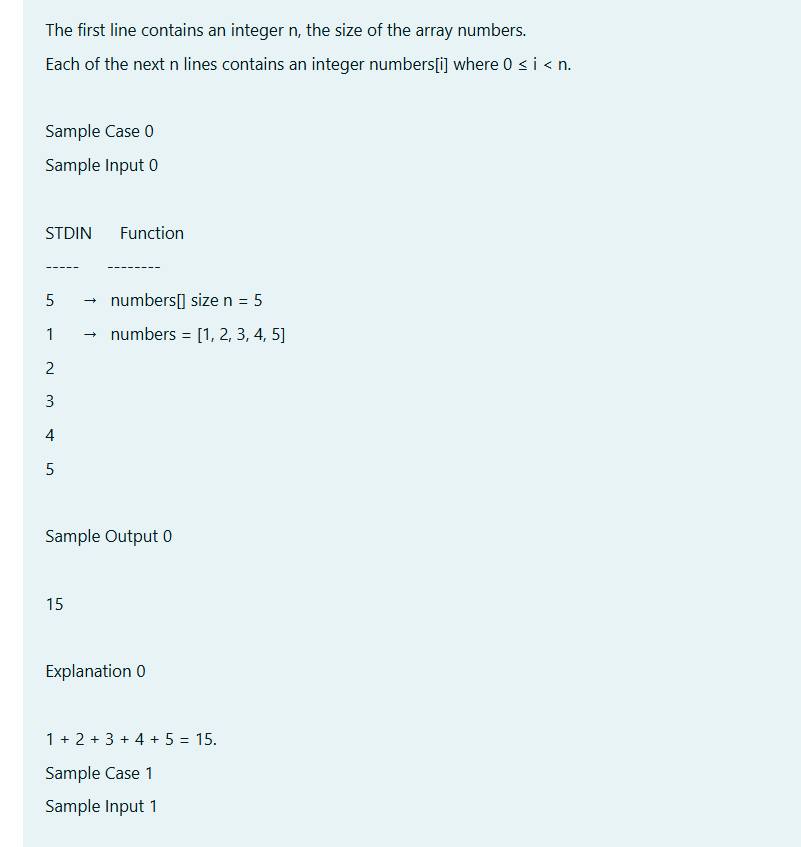 The first line contains an integer n, the size of the array numbers.
Each of the next n lines contains an integer numbers[i] where 0 ≤ i < n.
Sample Case 0
Sample Input 0
STDIN Function
----- --------
5 → numbers[] size n = 5
1 → numbers = [1, 2, 3, 4, 5]
2
3
4
5
Sample Output 0
15
Explanation 0
1 + 2 + 3 + 4 + 5 = 15.
Sample Case 1
Sample Input 1